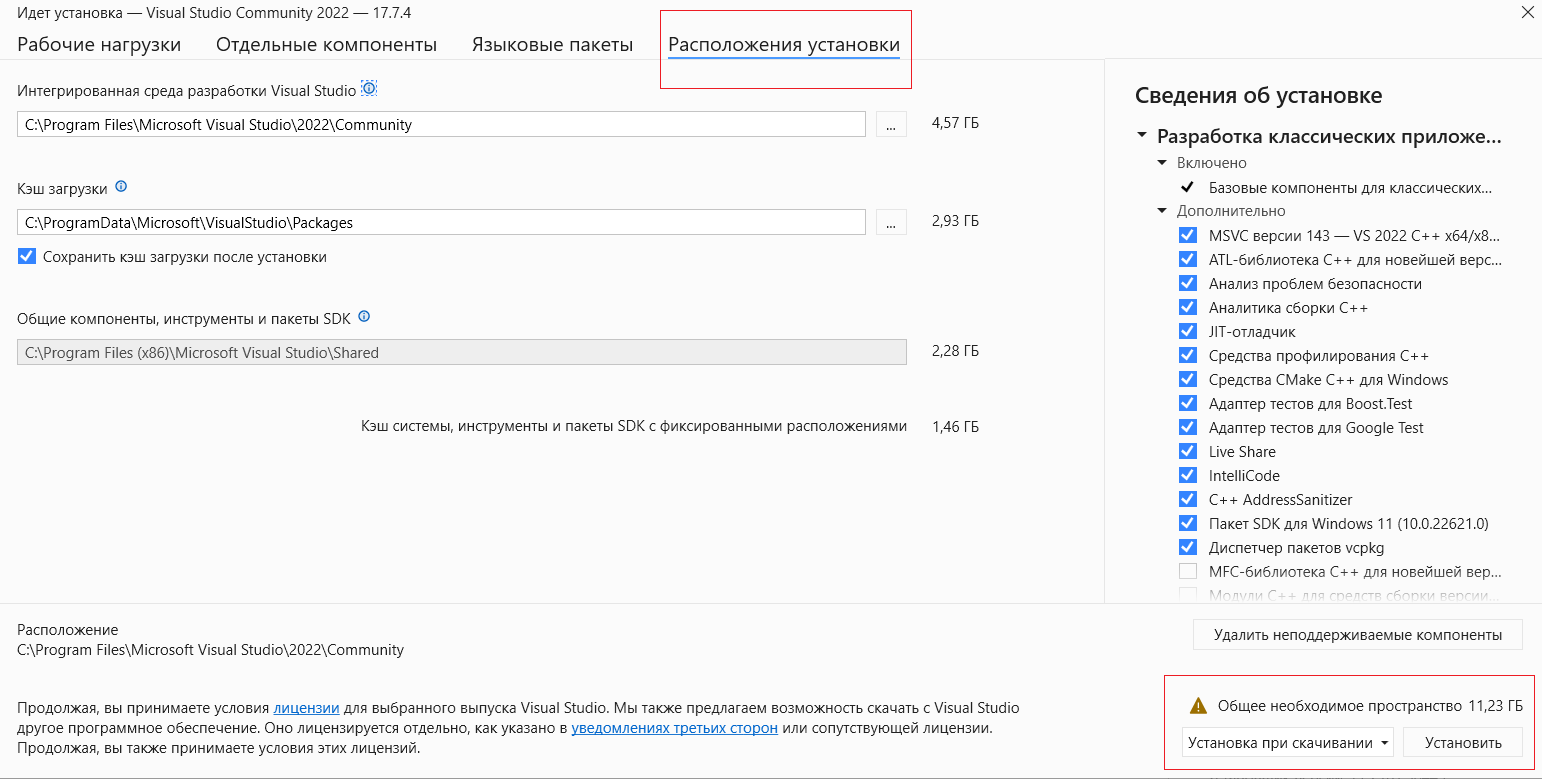 Идет установка — Visual Studio Community 2022 — 17.7.4
Рабочие нагрузки
Отдельные компоненты
Языковые пакеты
Расположения установки
Интегрированная среда разработки Visual Studio
C:\Program Files\Microsoft Visual Studio\2022\Community
...
4,57 ГБ
Кэш загрузки
C:\ProgramData\Microsoft\VisualStudio\Packages
...
2,93 ГБ
Сохранить кэш загрузки после установки
Общие компоненты, инструменты и пакеты SDK
C:\Program Files (x86)\Microsoft Visual Studio\Shared
2,28 ГБ
Кэш системы, инструменты и пакеты SDK с фиксированными расположениями
1,46 ГБ
Сведения об установке
Разработка классических приложе...
Включено
Базовые компоненты для классических...
Дополнительно
MSVC версии 143 — VS 2022 C++ x64/x8...
ATL-библиотека C++ для новейшей верс...
Анализ проблем безопасности
Аналитика сборки C++
JIT-отладчик
Средства профилирования C++
Средства CMake C++ для Windows
Адаптер тестов для Boost.Test
Адаптер тестов для Google Test
Live Share
IntelliCode
C++ AddressSanitizer
Пакет SDK для Windows 11 (10.0.22621.0)
Диспетчер пакетов vcpkg
MFC-библиотека C++ для новейшей вер...
Модули C++ для средств сборки версии...
Расположение
C:\Program Files\Microsoft Visual Studio\2022\Community
Удалить неподдерживаемые компоненты
Продолжая, вы принимаете условия лицензии для выбранного выпуска Visual Studio. Мы также предлагаем возможность скачать с Visual Studio
другое программное обеспечение. Оно лицензируется отдельно, как указано в уведомлениях третьих сторон или сопутствующей лицензии.
Продолжая, вы также принимаете условия этих лицензий.
Общее необходимое пространство 11,23 ГБ
Установка при скачивании
Установить